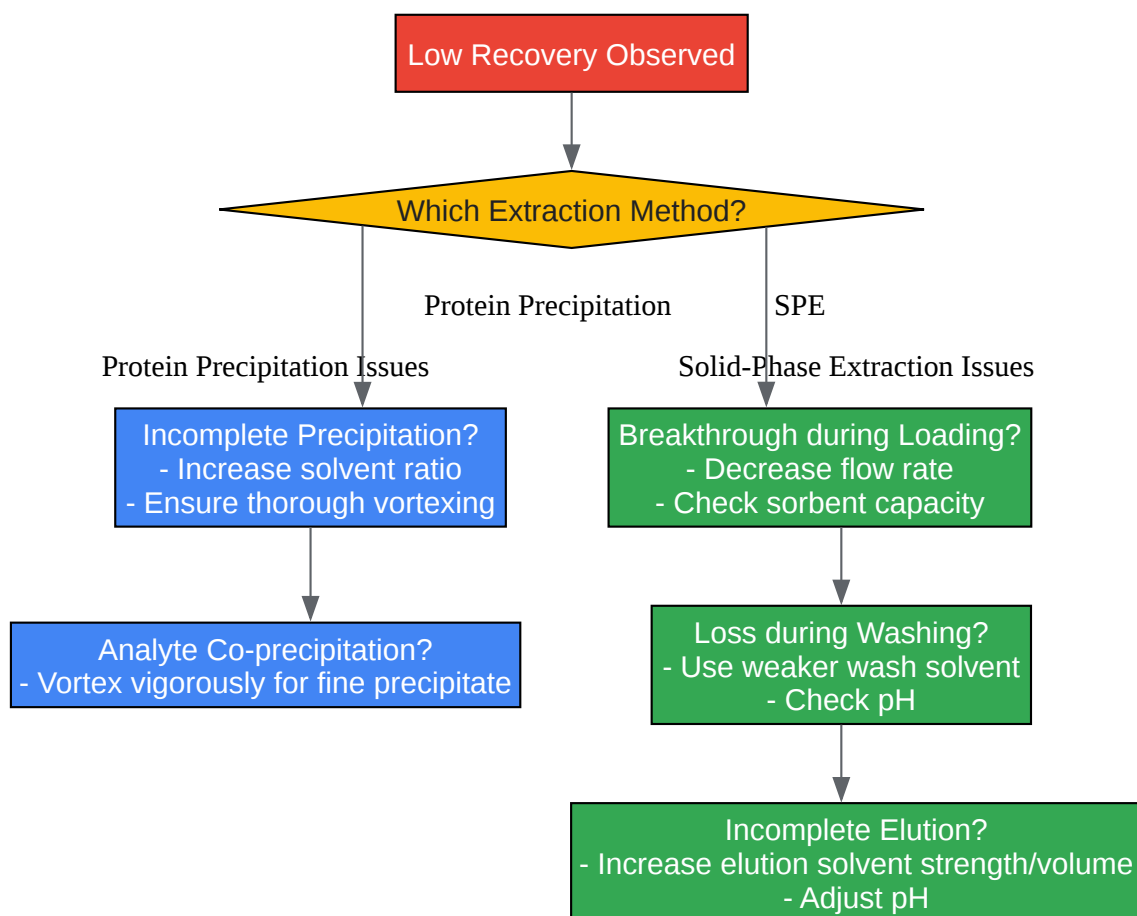 Low Recovery Observed
Which Extraction Method?
Protein Precipitation
SPE
Protein Precipitation Issues
Solid-Phase Extraction Issues
Incomplete Precipitation?
- Increase solvent ratio
- Ensure thorough vortexing
Breakthrough during Loading?
- Decrease flow rate
- Check sorbent capacity
Analyte Co-precipitation?
- Vortex vigorously for fine precipitate
Loss during Washing?
- Use weaker wash solvent
- Check pH
Incomplete Elution?
- Increase elution solvent strength/volume
- Adjust pH